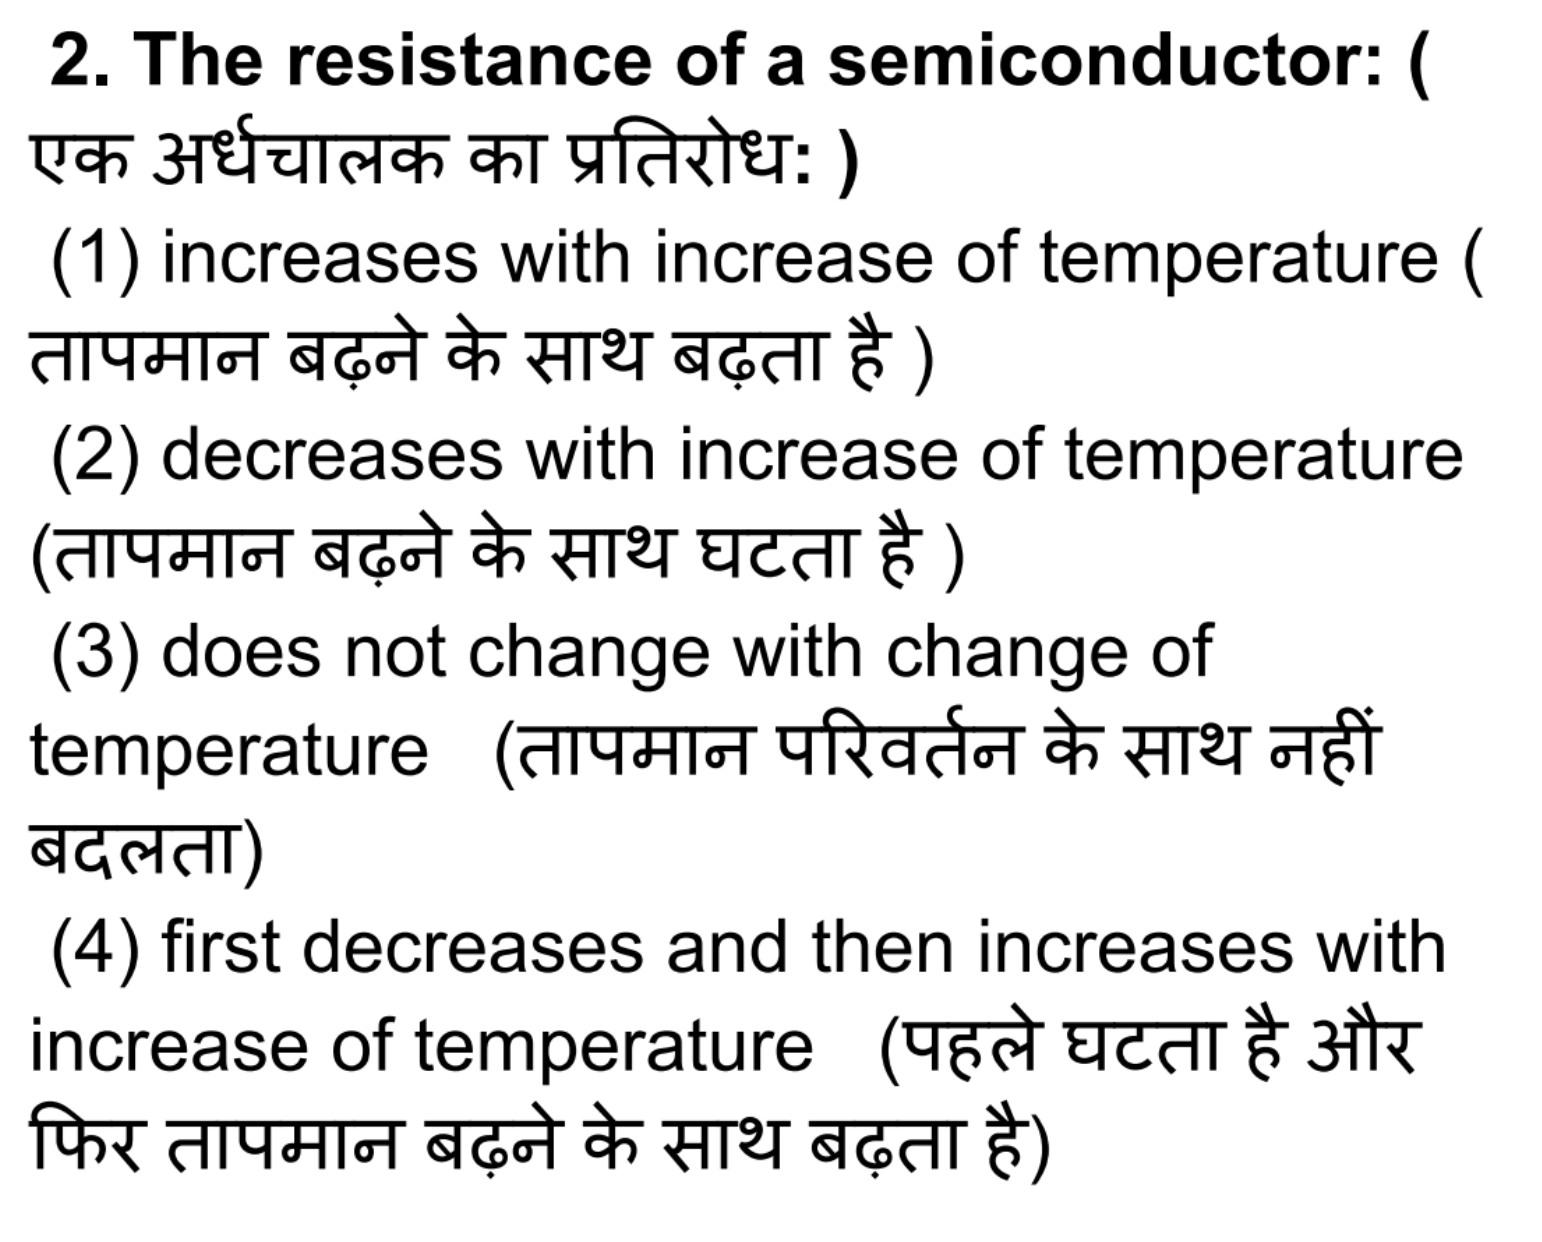 2. The resistance of a semiconductor: (
एक अर्धचालक का प्रतिरोध: )
(1) increases with increase of temperature (
तापमान बढ़ने के साथ बढ़ता है )
(2) decreases with increase of temperature
(तापमान बढ़ने के साथ घटता है )
(3) does not change with change of
temperature (तापमान परिवर्तन के साथ नहीं
बदलता)
(4) first decreases and then increases with
increase of temperature (पहले घटता है और
फिर तापमान बढ़ने के साथ बढ़ता है)